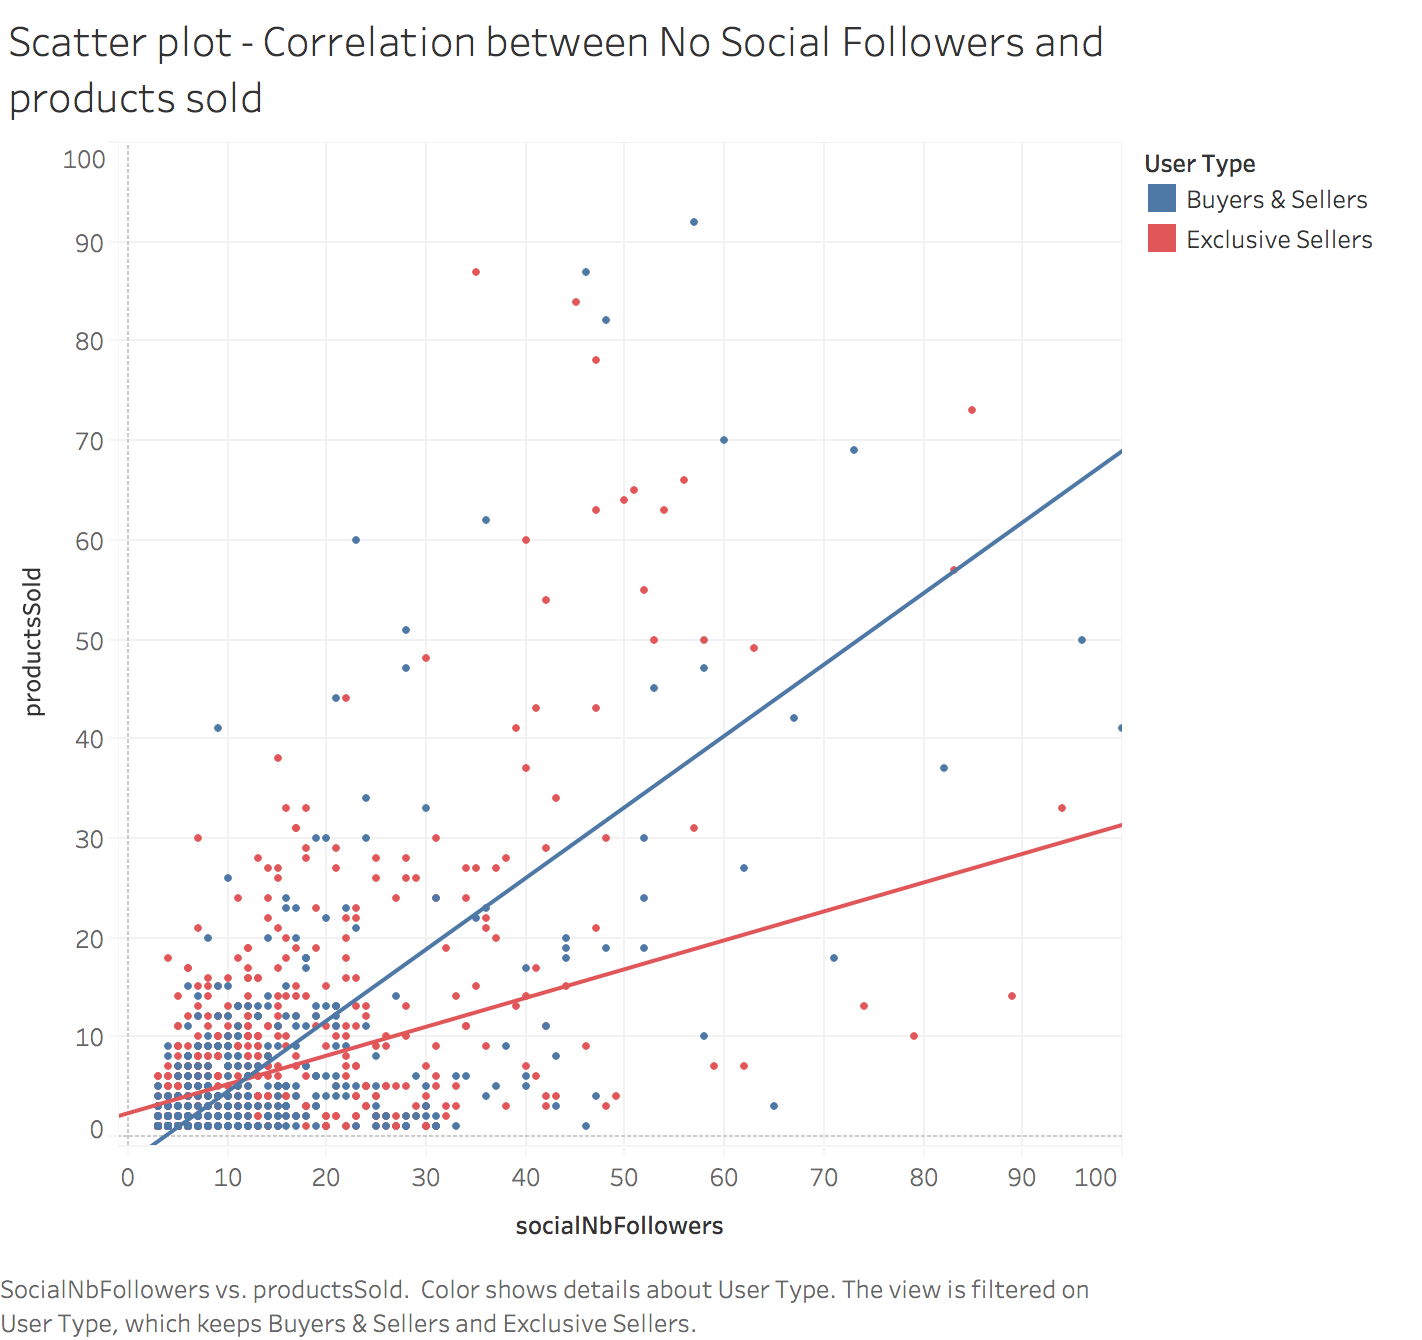 Scatter plot - Correlation between No Social Followers and
products sold
User Type
Buyers & Sellers
Exclusive Sellers
100
90
80
70
60
50
40
30
20
10
0
productsSold
0 10 20 30 40 50 60 70 80 90 100
socialNbFollowers
SocialNbFollowers vs. productsSold.  Color shows details about User Type. The view is filtered on
User Type, which keeps Buyers & Sellers and Exclusive Sellers.